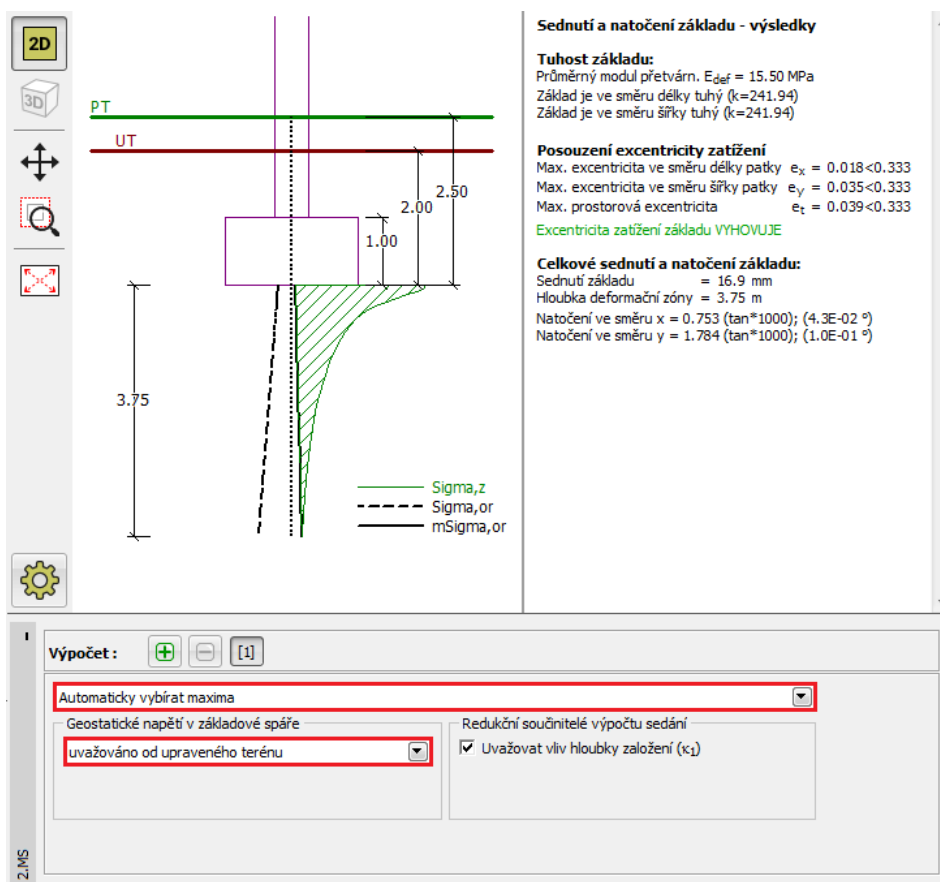 2D
3D
PT
UT
2.50
2.00
1.00
3.75
Sigma,z
Sigma,or
mSigma,or
Sednutí a natočení základu - výsledky
Tuhost základu:
Průměrný modul přetvárn. Edef = 15.50 MPa
Základ je ve směru délky tuhý (k=241.94)
Základ je ve směru šířky tuhý (k=241.94)
Posouzení excentricity zatížení
Max. excentricita ve směru délky patky ex = 0.018<0.333
Max. excentricita ve směru šířky patky ey = 0.035<0.333
Max. prostorová excentricita et = 0.039<0.333
Excentricita zatížení základu VYHOVUJE
Celkové sednutí a natočení základu:
Sednutí základu = 16.9 mm
Hloubka deformační zóny = 3.75 m
Natočení ve směru x = 0.753 (tan*1000); (4.3E-02 °)
Natočení ve směru y = 1.784 (tan*1000); (1.0E-01 °)
Výpočet :
[1]
Automaticky vybírat maxima
Geostatické napětí v základové spáře
uvažováno od upraveného terénu
Redukční součinitelé výpočtu sedání
Uvažovat vliv hloubky založení (κ1)
2.MS